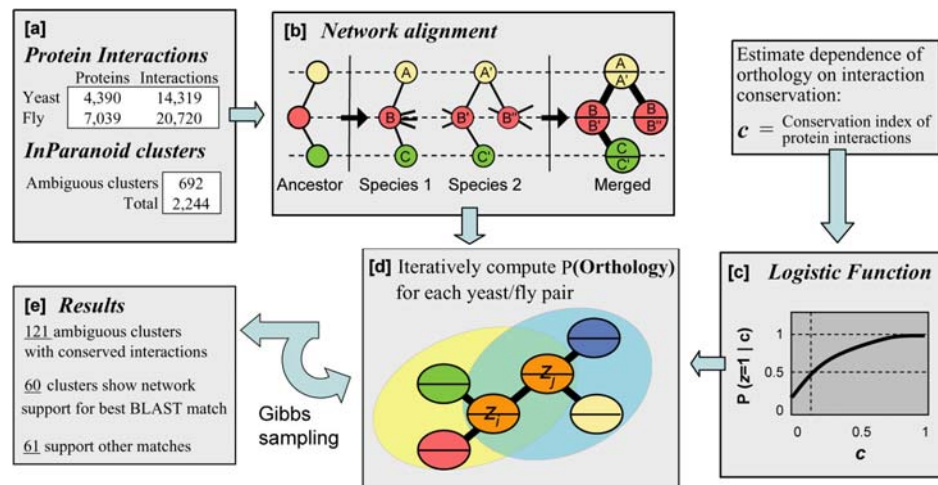 [a]
Protein Interactions
Proteins Interactions
Yeast 4,390 14,319
Fly 7,039 20,720
InParanoid clusters
Ambiguous clusters 692
Total 2,244
[b] Network alignment
A A' A
A'
B B' B" B B
B' B"
C C' C
C'
Ancestor Species 1 Species 2 Merged
Estimate dependence of
orthology on interaction
conservation:
c = Conservation index of
protein interactions
[c] Logistic Function
P (z=1 | c)
1
0.5
0 0.5 1
c
[d] Iteratively compute P(Orthology)
for each yeast/fly pair
zj
zi
Gibbs
sampling
[e] Results
121 ambiguous clusters
with conserved interactions
60 clusters show network
support for best BLAST match
61 support other matches